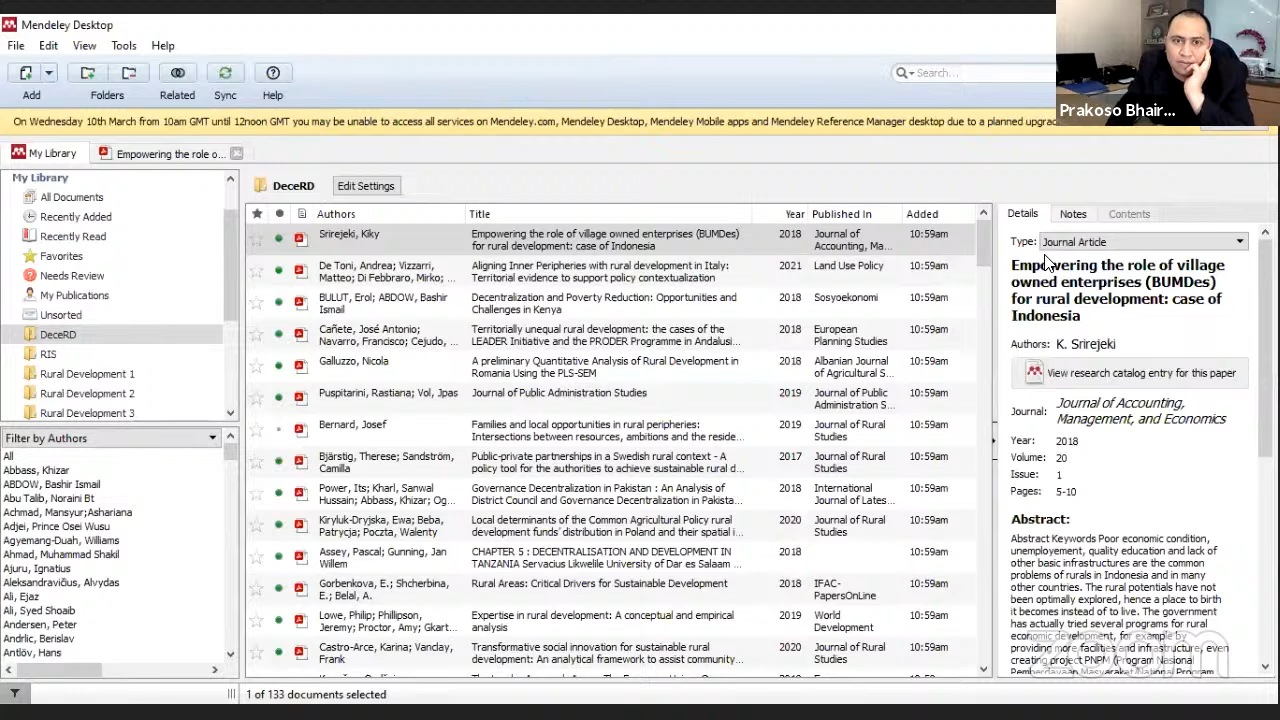 Mendeley Desktop
File Edit View Tools Help
Add Folders Related Sync Help
Search...
Prakoso Bhair...
On Wednesday 10th March from 10am GMT until 12noon GMT you may be unable to access all services on Mendeley.com, Mendeley Desktop, Mendeley Mobile apps and Mendeley Reference Manager desktop due to a planned
My Library
Empowering the role o...
My Library
All Documents
Recently Added
Recently Read
Favorites
Needs Review
My Publications
Unsorted
DeceRD
RIS
Rural Development 1
Rural Development 2
Rural Development 3
Filter by Authors
All
Abbass, Khizar
ABDOW, Bashir Ismail
Abu Talib, Noraini Bt
Achmad, Mansyur;Ashariana
Adjei, Prince Osei Wusu
Agyemang-Duah, Williams
Ahmad, Muhammad Shakil
Ajuru, Ignatius
Aleksandravičius, Alvydas
Ali, Ejaz
Ali, Syed Shoaib
Andersen, Peter
Andrlic, Berislav
Antlöv, Hans
DeceRD Edit Settings
Authors Title Year Published In Added
Srirejeki, Kiky Empowering the role of village owned enterprises (BUMDes) 2018 Journal of 10:59am
for rural development: case of Indonesia Accounting, Ma...
De Toni, Andrea; Vizzarri, Aligning Inner Peripheries with rural development in Italy: 2021 Land Use Policy 10:59am
Matteo; Di Febbraro, Mirko; ... Territorial evidence to support policy contextualization
BULUT, Erol; ABDOW, Bashir Decentralization and Poverty Reduction: Opportunities and 2018 Sosyoekonomi 10:59am
Ismail Challenges in Kenya
Cañete, José Antonio; Territorially unequal rural development: the cases of the 2018 European 10:59am
Navarro, Francisco; Cejudo, ... LEADER Initiative and the PRODER Programme in Andalusi... Planning Studies
Galluzzo, Nicola A preliminary Quantitative Analysis of Rural Development in 2018 Albanian Journal 10:59am
Romania Using the PLS-SEM of Agricultural S...
Puspitarini, Rastiana; Vol, Jpas Journal of Public Administration Studies 2019 Journal of Public 10:59am
Administration S...
Bernard, Josef Families and local opportunities in rural peripheries: 2019 Journal of Rural 10:59am
Intersections between resources, ambitions and the reside... Studies
Bjärstig, Therese; Sandström, Public-private partnerships in a Swedish rural context - A 2017 Journal of Rural 10:59am
Camilla policy tool for the authorities to achieve sustainable rural d... Studies
Power, Its; Kharl, Sanwal Governance Decentralization in Pakistan : An Analysis of 2018 International 10:59am
Hussain; Abbass, Khizar; Og... District Council and Governance Decentralization in Pakista... Journal of Lates...
Kiryluk-Dryjska, Ewa; Beba, Local determinants of the Common Agricultural Policy rural 2020 Journal of Rural 10:59am
Patrycja; Poczta, Walenty development funds' distribution in Poland and their spatial i... Studies
Assey, Pascal; Gunning, Jan CHAPTER 5 : DECENTRALISATION AND DEVELOPMENT IN 2018 10:59am
Willem TANZANIA Servacius Likwelile University of Dar es Salaam ...
Gorbenkova, E.; Shcherbina, Rural Areas: Critical Drivers for Sustainable Development 2018 IFAC- 10:59am
E.; Belal, A. PapersOnLine
Lowe, Philip; Phillipson, Expertise in rural development: A conceptual and empirical 2019 World 10:59am
Jeremy; Proctor, Amy; Gkart... analysis Development
Castro-Arce, Karina; Vanclay, Transformative social innovation for sustainable rural 2020 Journal of Rural 10:59am
Frank development: An analytical framework to assist community... Studies
1 of 133 documents selected
Details Notes Contents
Type: Journal Article
Empowering the role of village
owned enterprises (BUMDes)
for rural development: case of
Indonesia
Authors: K. Srirejeki
View research catalog entry for this paper
Journal: Journal of Accounting,
Management, and Economics
Year: 2018
Volume: 20
Issue: 1
Pages: 5-10
Abstract:
Abstract Keywords Poor economic condition,
unemployement, quality education and lack of
other basic infrastructures are the common
problems of rurals in Indonesia and in many
other countries. The rural potentials have not
been optimally explored, hence a place to birth
it becomes instead of to live. The government
has actually tried several programs for rural
economic development, for example by
providing more facilities and infrastructure, even
creating project PNPM (Program Nasional
Pemberdayaan Masyarakat/National Program
zoom